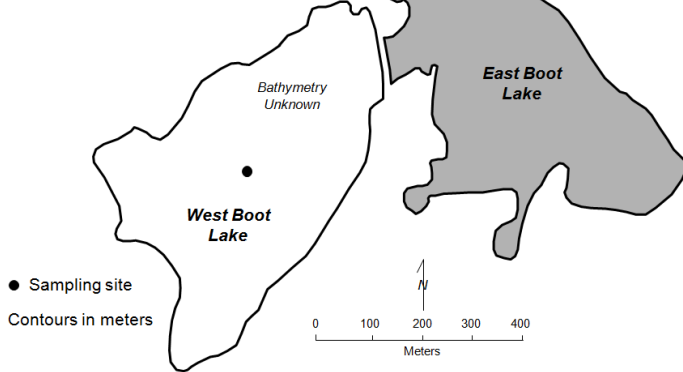 East Boot
Lake
Bathymetry
Unknown
West Boot
Lake
Sampling site
Contours in meters
N
0 100 200 300 400
Meters